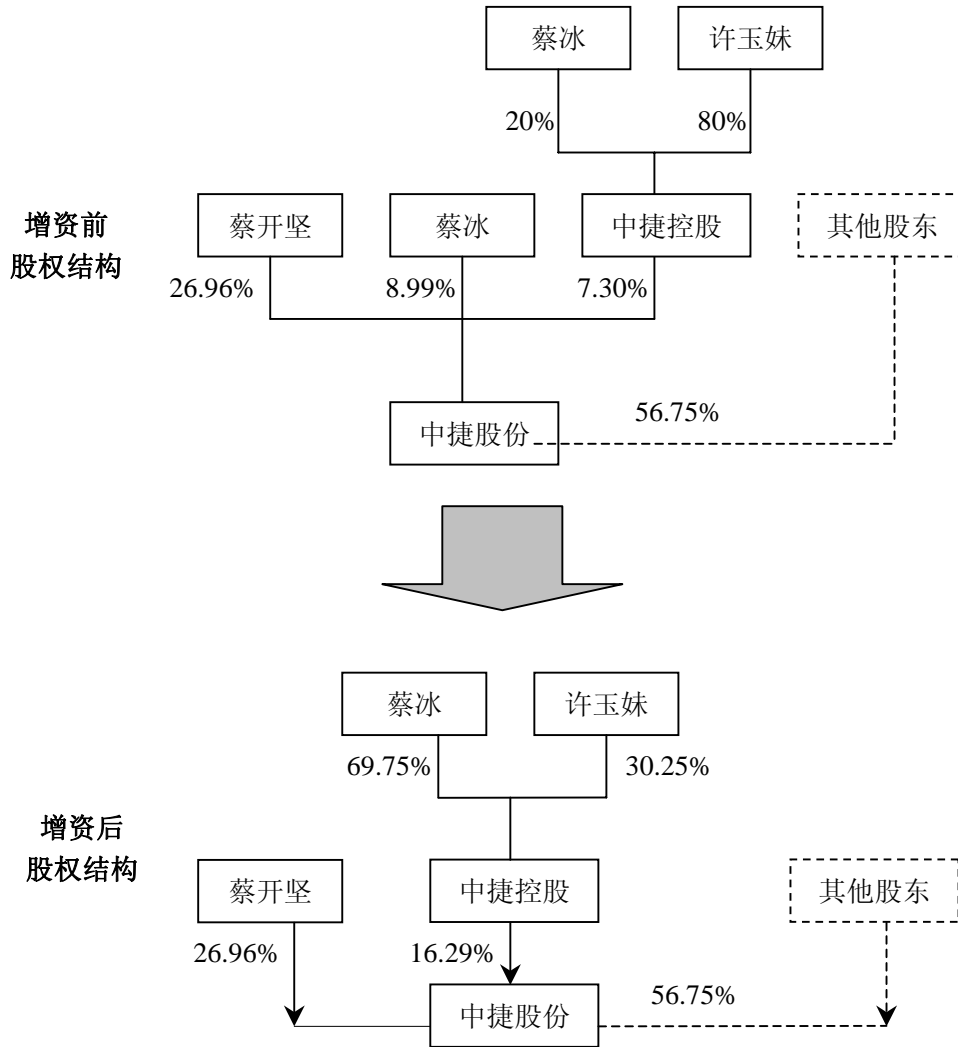 蔡冰
许玉妹
20%
80%
增资前
股权结构
蔡开坚
蔡冰
中捷控股
其他股东
26.96%
8.99%
7.30%
中捷股份
56.75%
蔡冰
许玉妹
69.75%
30.25%
增资后
股权结构
蔡开坚
中捷控股
其他股东
26.96%
16.29%
中捷股份
56.75%